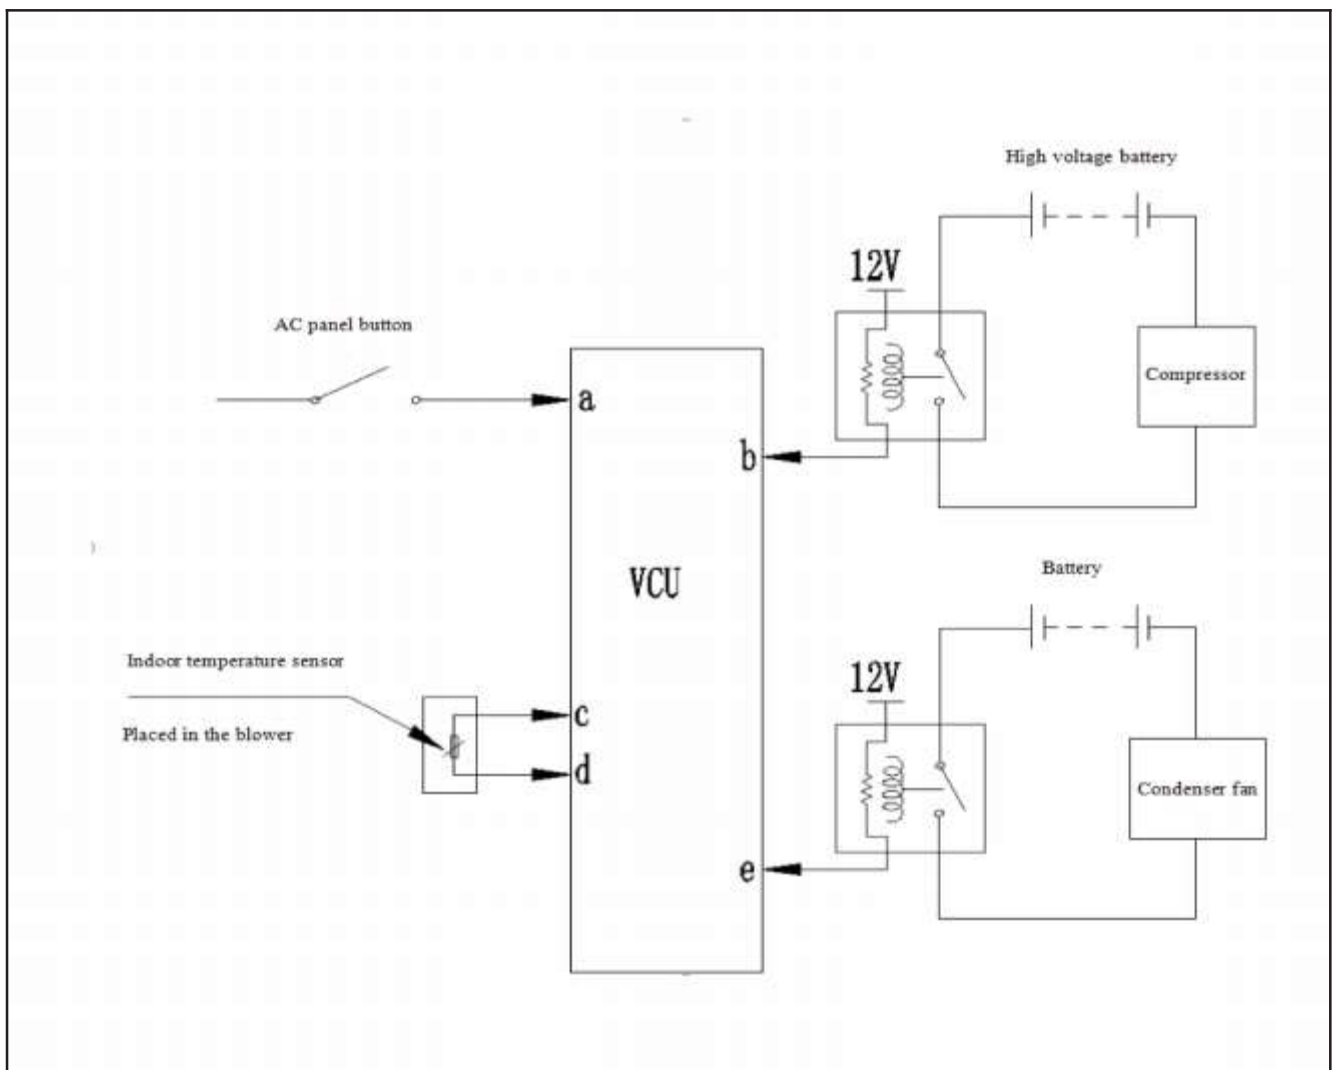 High voltage battery
12V
AC panel button
Compressor
a
b
VCU
Battery
Indoor temperature sensor
12V
c
Placed in the blower
d
Condenser fan
e